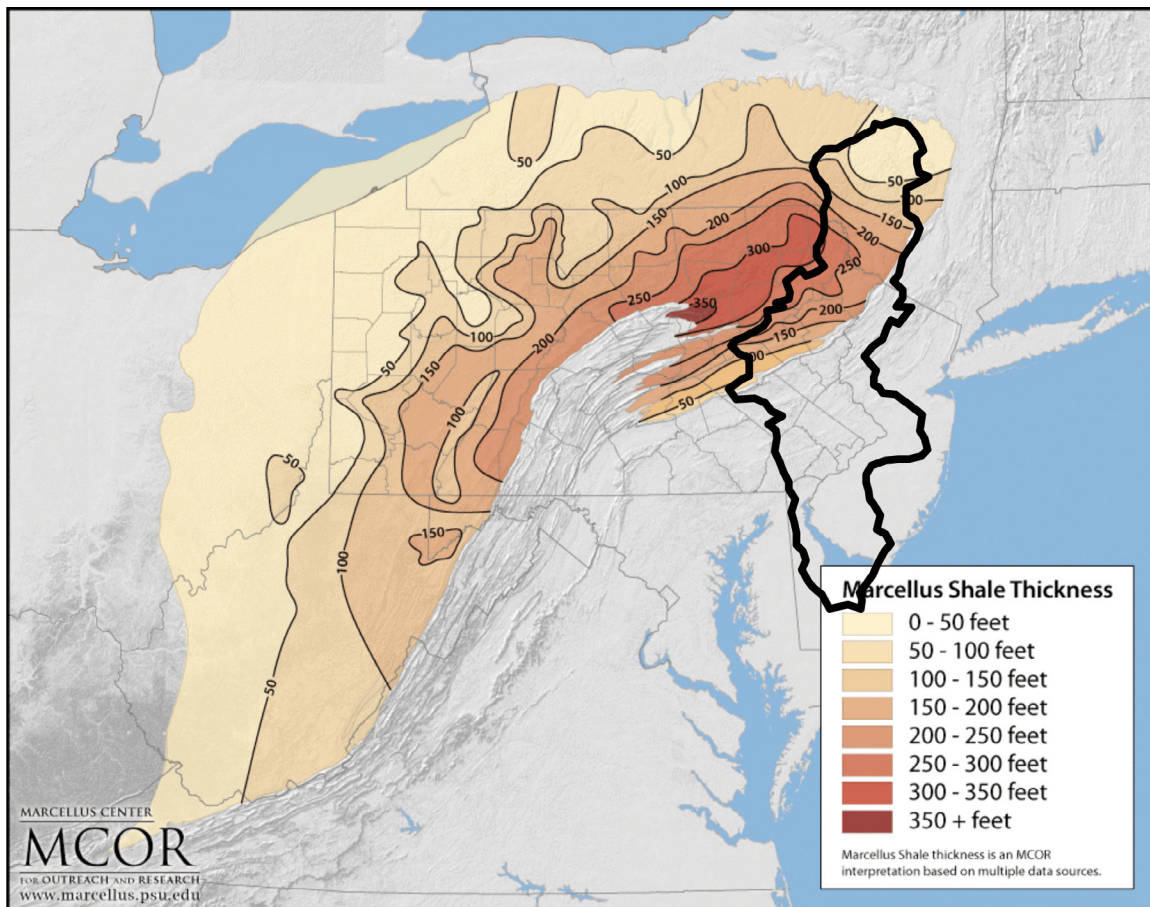 50
50
100
50
100
150
200
150
200
300
250
250
350
200
150
00
50
100
200
150
50
100
50
150
100
50
Marcellus Shale Thickness
0 - 50 feet
50 - 100 feet
100 - 150 feet
150 - 200 feet
200 - 250 feet
250 - 300 feet
300 - 350 feet
350 + feet
Marcellus Shale thickness is an MCOR
interpretation based on multiple data sources.
MARCELLUS CENTER
MCOR
FOR OUTREACH AND RESEARCH
www.marcellus.psu.edu